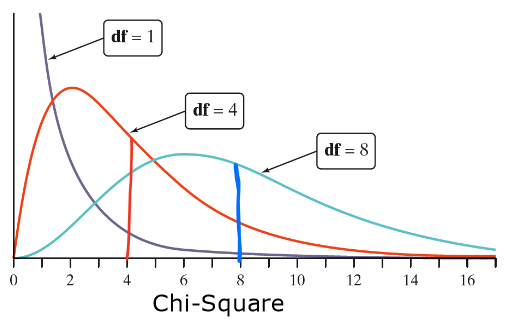 df = 1
df = 4
df = 8
0 2 4 6 8 10 12 14 16
Chi-Square